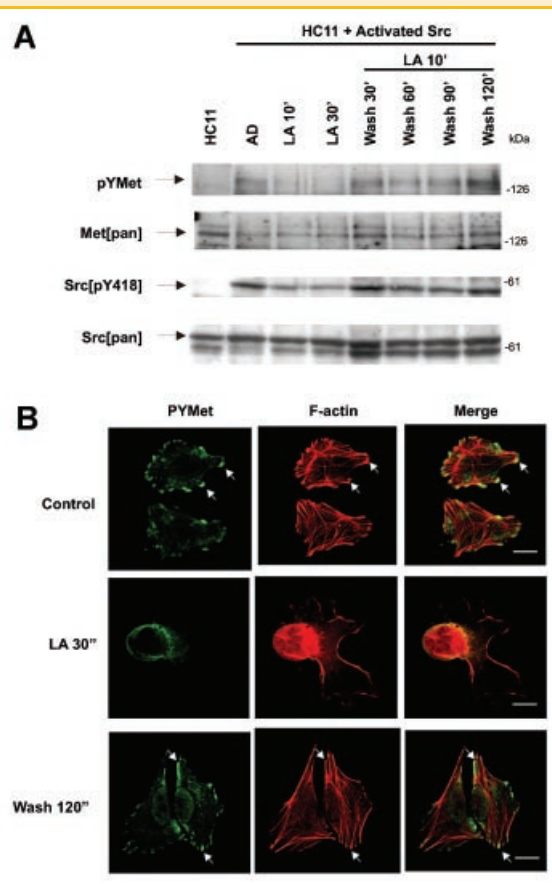 A
HC11 + Activated Src
LA 10'
HC11
AD
LA 10'
LA 30'
Wash 30'
Wash 60'
Wash 90'
Wash 120'
kDa
pYMet
-126
Met[pan]
-126
Src[pY418]
-61
Src[pan]
-61
B
PYMet F-actin Merge
Control
LA 30"
Wash 120"